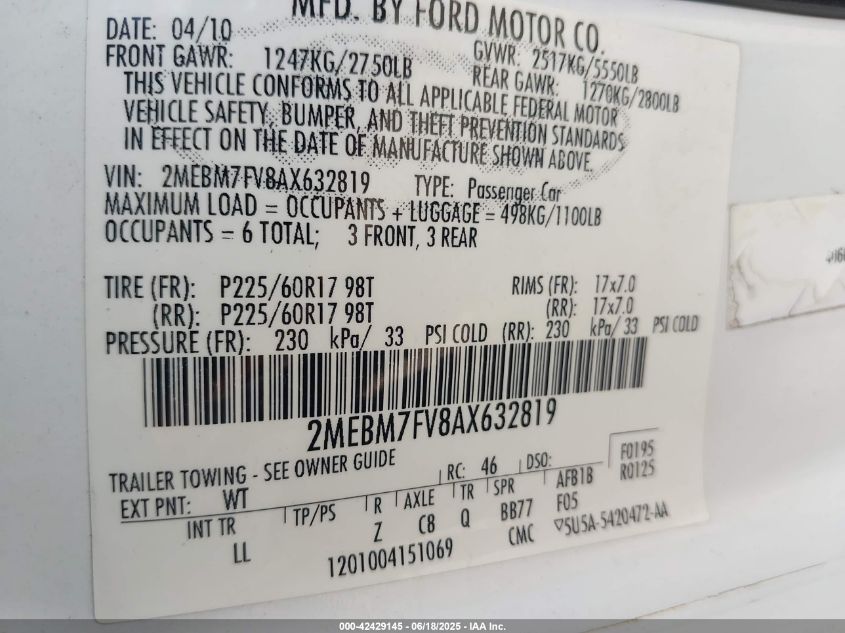 MFD. BY FORD MOTOR CO.
DATE: 04/10 GVWR: 2517KG/5550LB
FRONT GAWR: 1247KG/2750LB REAR GAWR: 1270KG/2800LB
THIS VEHICLE CONFORMS TO ALL APPLICABLE FEDERAL MOTOR
VEHICLE SAFETY, BUMPER, AND THEFT PREVENTION STANDARDS
IN EFFECT ON THE DATE OF MANUFACTURE SHOWN ABOVE.
VIN: 2MEBM7FV8AX632819 TYPE: Passenger Car
MAXIMUM LOAD = OCCUPANTS + LUGGAGE = 498KG/1100LB
OCCUPANTS = 6 TOTAL; 3 FRONT, 3 REAR
TIRE (FR): P225/60R17 98T RIMS (FR): 17x7.0
(RR): P225/60R17 98T (RR): 17x7.0
PRESSURE (FR): 230 kPa/ 33 PSI COLD (RR): 230 kPa/ 33 PSI COLD
2MEBM7FV8AX632819
TRAILER TOWING - SEE OWNER GUIDE RC: 46 DSO: F0195
R0125
EXT PNT: WT TP/PS R AXLE TR SPR AFB1B
INT TR Z C8 Q BB77 F05
LL 1201004151069 CMC 5U5A-5420472-AA
000-42429145 - 06/18/2025 - IAA Inc.